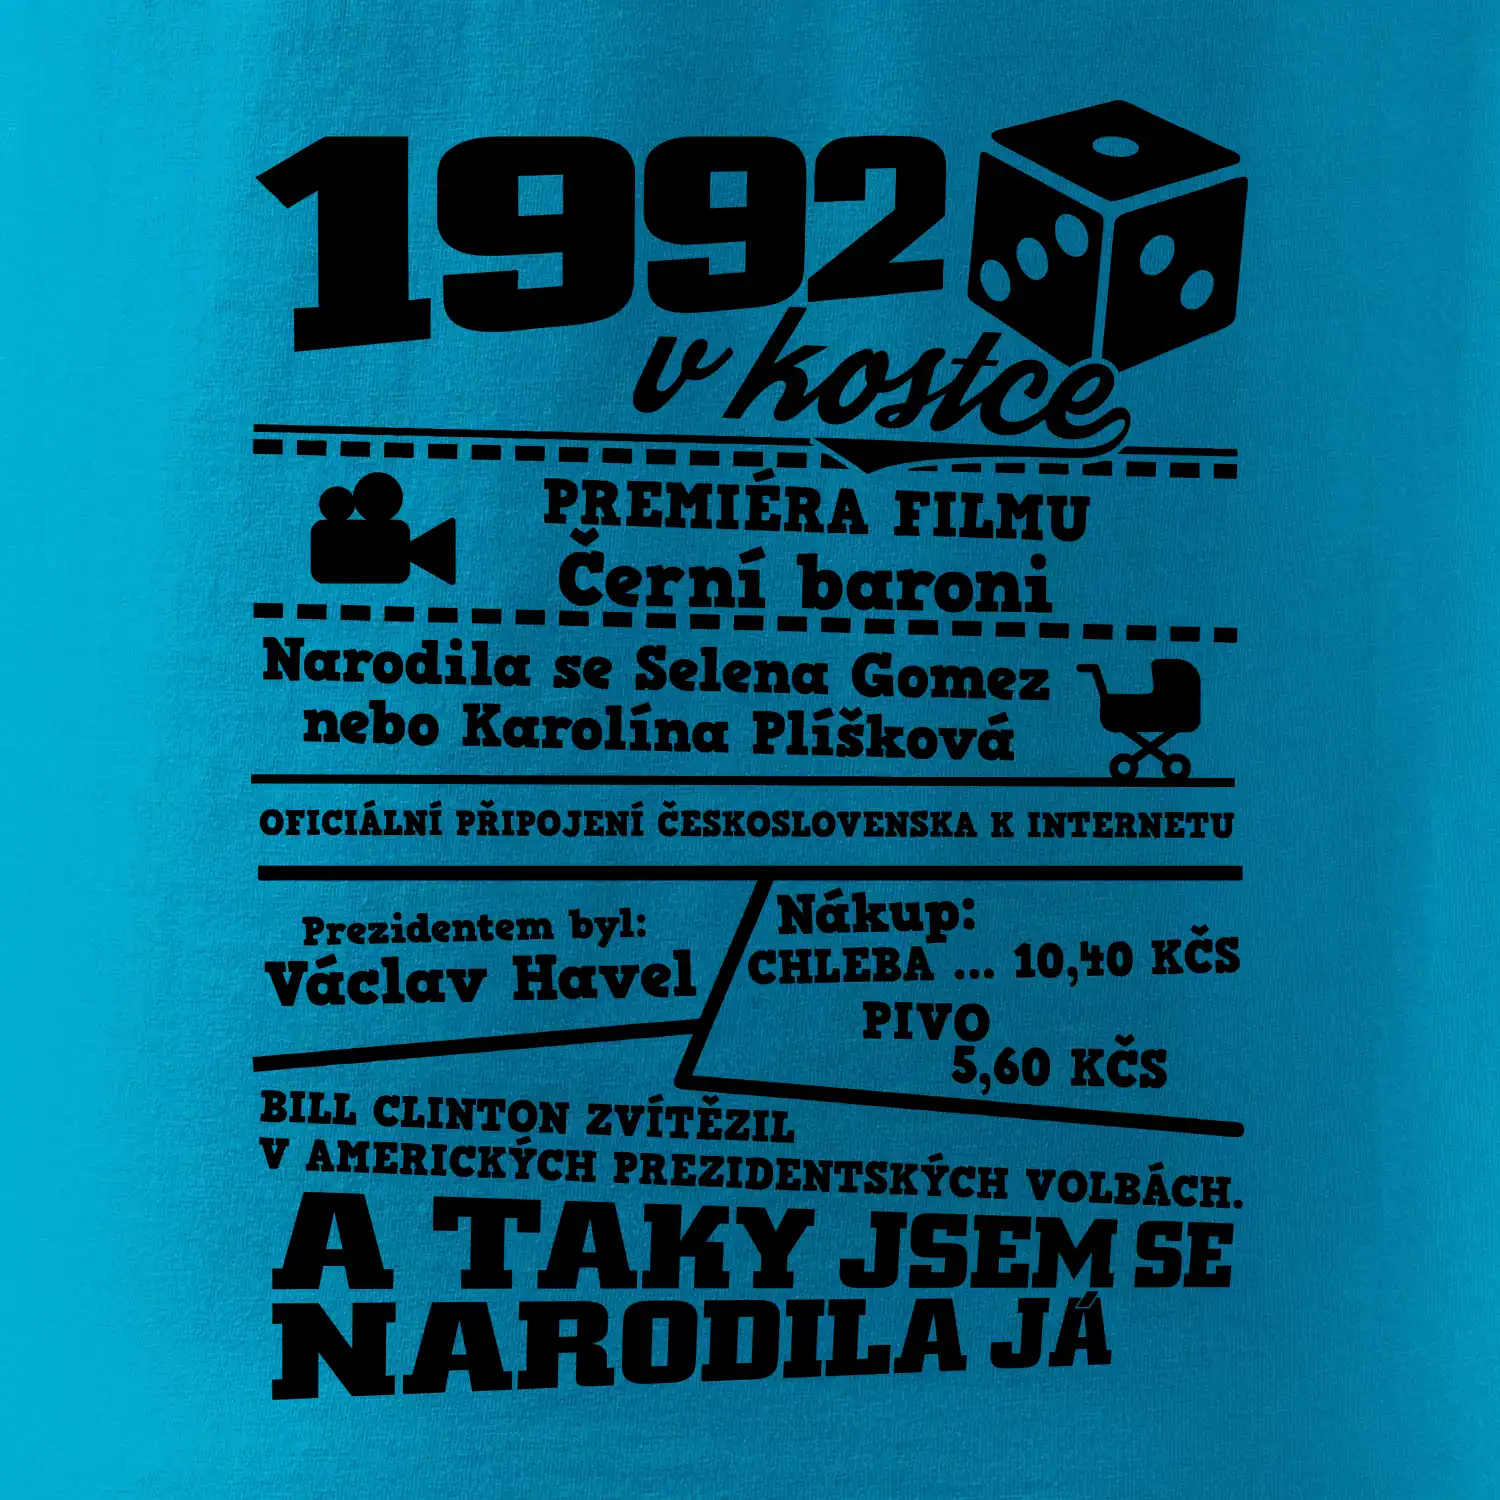 1992
v kostce
PREMIÉRA FILMU
Černí baroni
Narodila se Selena Gomez
nebo Karolína Plíšková
OFICIÁLNÍ PŘIPOJENÍ ČESKOSLOVENSKA K INTERNETU
Prezidentem byl:
Václav Havel
Nákup:
CHLEBA ... 10,40 KČS
PIVO
5,60 KČS
BILL CLINTON ZVÍTĚZIL
V AMERICKÝCH PREZIDENTSKÝCH VOLBÁCH.
A TAKY JSEM SE
NARODILA JÁ